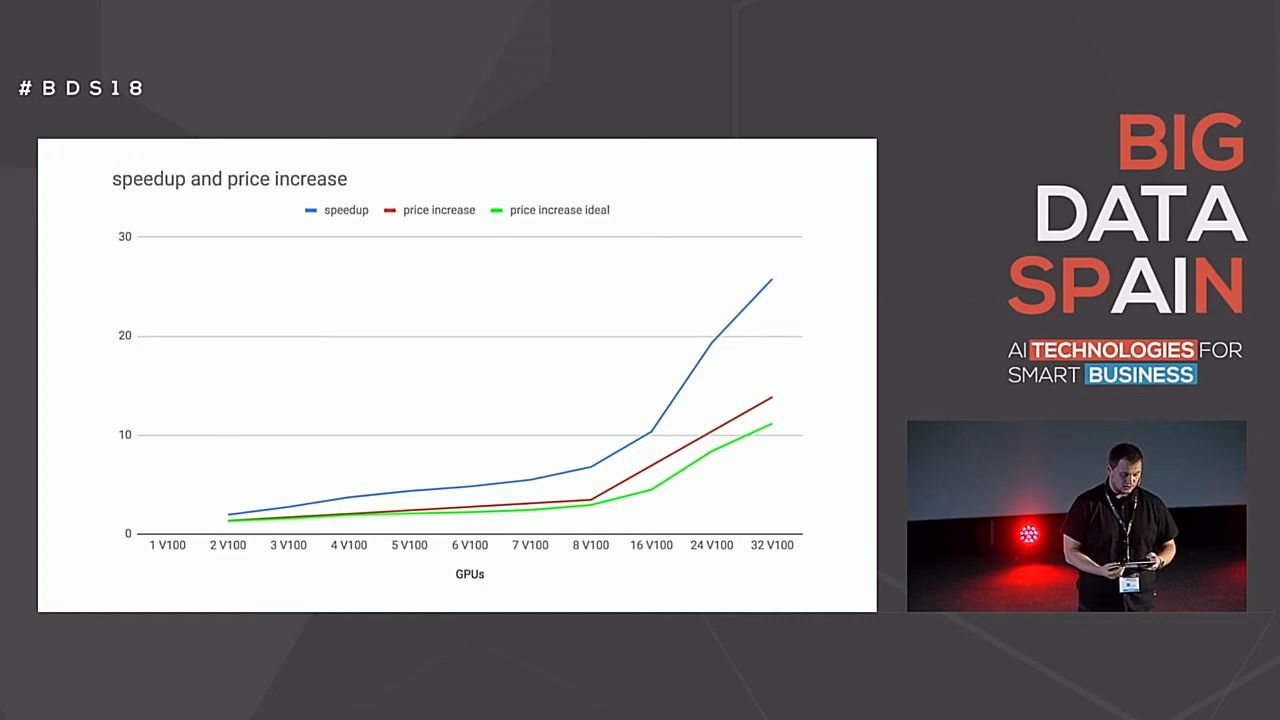 #BDS18
speedup and price increase
speedup price increase price increase ideal
30
20
10
0
1 V100 2 V100 3 V100 4 V100 5 V100 6 V100 7 V100 8 V100 16 V100 24 V100 32 V100
GPUs
BIG
DATA
SPAIN
AI TECHNOLOGIES FOR
SMART BUSINESS